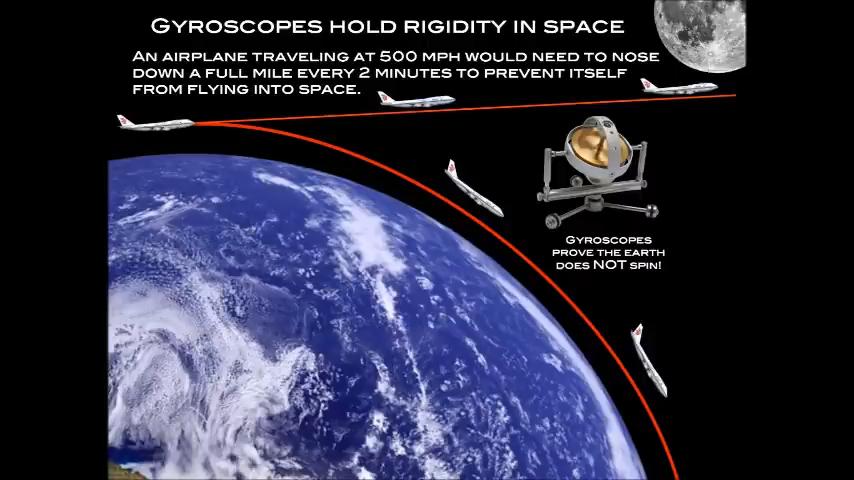 Gyroscopes hold rigidity in space
An airplane traveling at 500 mph would need to nose
down a full mile every 2 minutes to prevent itself
from flying into space.
Gyroscopes
prove the earth
does NOT spin!